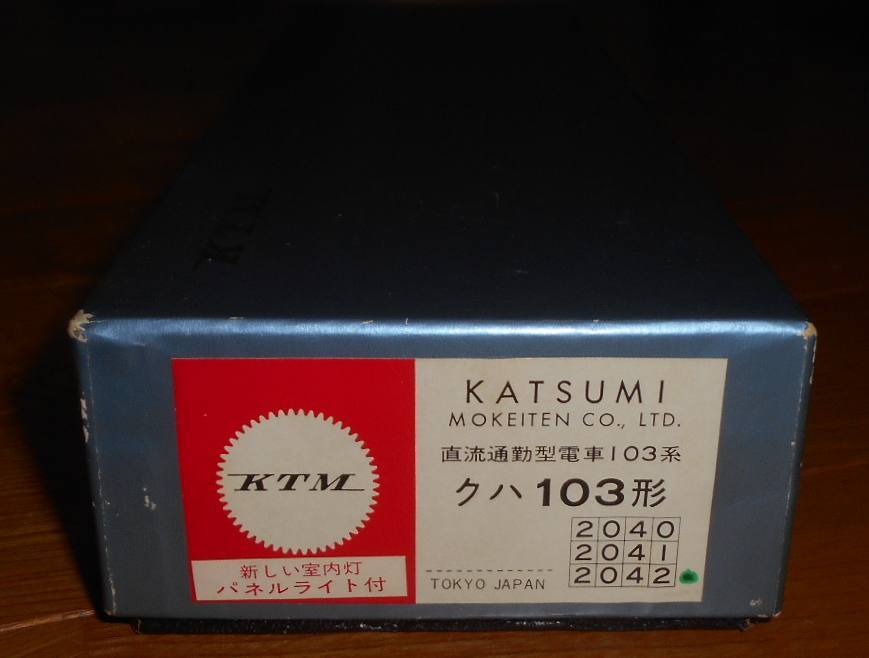 KTM
KTM
新しい室内灯
パネルライト付
KATSUMI
MOKEITEN CO., LTD.
直流通勤型電車103系
クハ103形
2040
2041
2042
TOKYO JAPAN